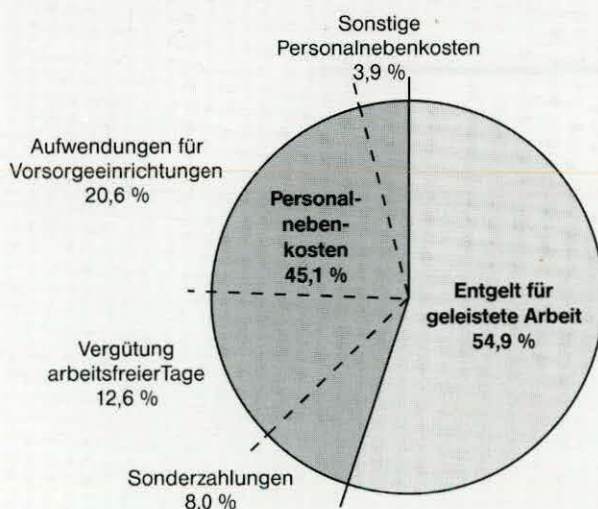 Sonstige
Personalnebenkosten
3,9 %
Aufwendungen für
Vorsorgeeinrichtungen
20,6 %
Personal-
neben-
kosten
45,1 %
Entgelt für
geleistete Arbeit
54,9 %
Vergütung
arbeitsfreierTage
12,6 %
Sonderzahlungen
8,0 %